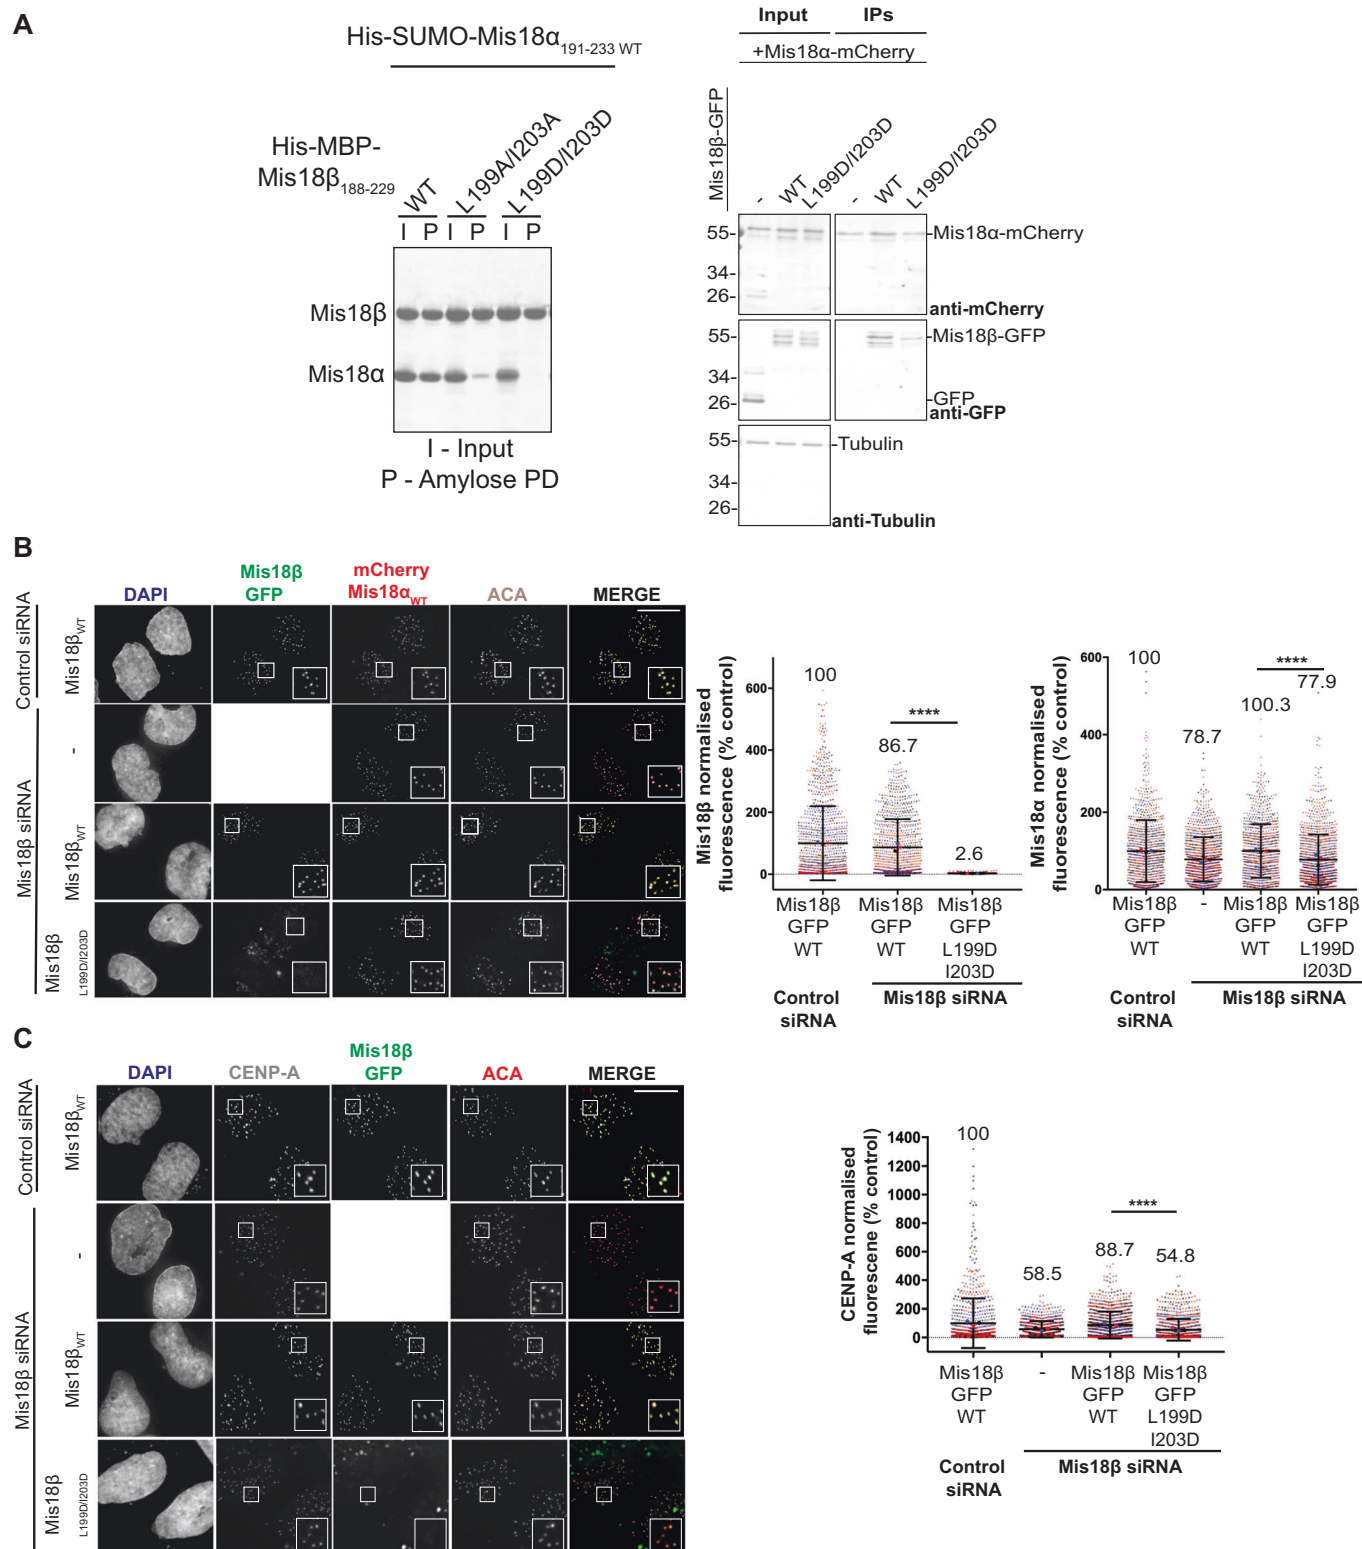 A
His-SUMO-Mis18α191-233 WT
His-MBP-
Mis18β188-229
WT
L199A/I203A
L199D/I203D
I P I P I P
Mis18β
Mis18α
I - Input
P - Amylose PD
Input IPs
+Mis18α-mCherry
Mis18β-GFP
- WT L199D/I203D - WT L199D/I203D
55- -Mis18α-mCherry
34-
26-
anti-mCherry
55- -Mis18β-GFP
34-
26- -GFP
anti-GFP
55- -Tubulin
34-
26-
anti-Tubulin
B
DAPI Mis18β GFP mCherry Mis18αWT ACA MERGE
Control siRNA
Mis18βWT
Mis18β siRNA
-
Mis18βWT
Mis18β L199D/I203D
Mis18β normalised
fluorescence (% control)
600
400
200
0
100
86.7
****
2.6
Mis18β GFP WT
Mis18β GFP WT
Mis18β GFP L199D I203D
Control siRNA
Mis18β siRNA
Mis18α normalised
fluorescence (% control)
600
400
200
0
100
78.7
100.3
****
77.9
Mis18β GFP WT
-
Mis18β GFP WT
Mis18β GFP L199D I203D
Control siRNA
Mis18β siRNA
C
DAPI CENP-A Mis18β GFP ACA MERGE
Control siRNA
Mis18βWT
Mis18β siRNA
-
Mis18βWT
Mis18β L199D/I203D
CENP-A normalised
fluorescene (% control)
1400
1200
1000
800
600
400
200
0
100
58.5
88.7
****
54.8
Mis18β GFP WT
-
Mis18β GFP WT
Mis18β GFP L199D I203D
Control siRNA
Mis18β siRNA